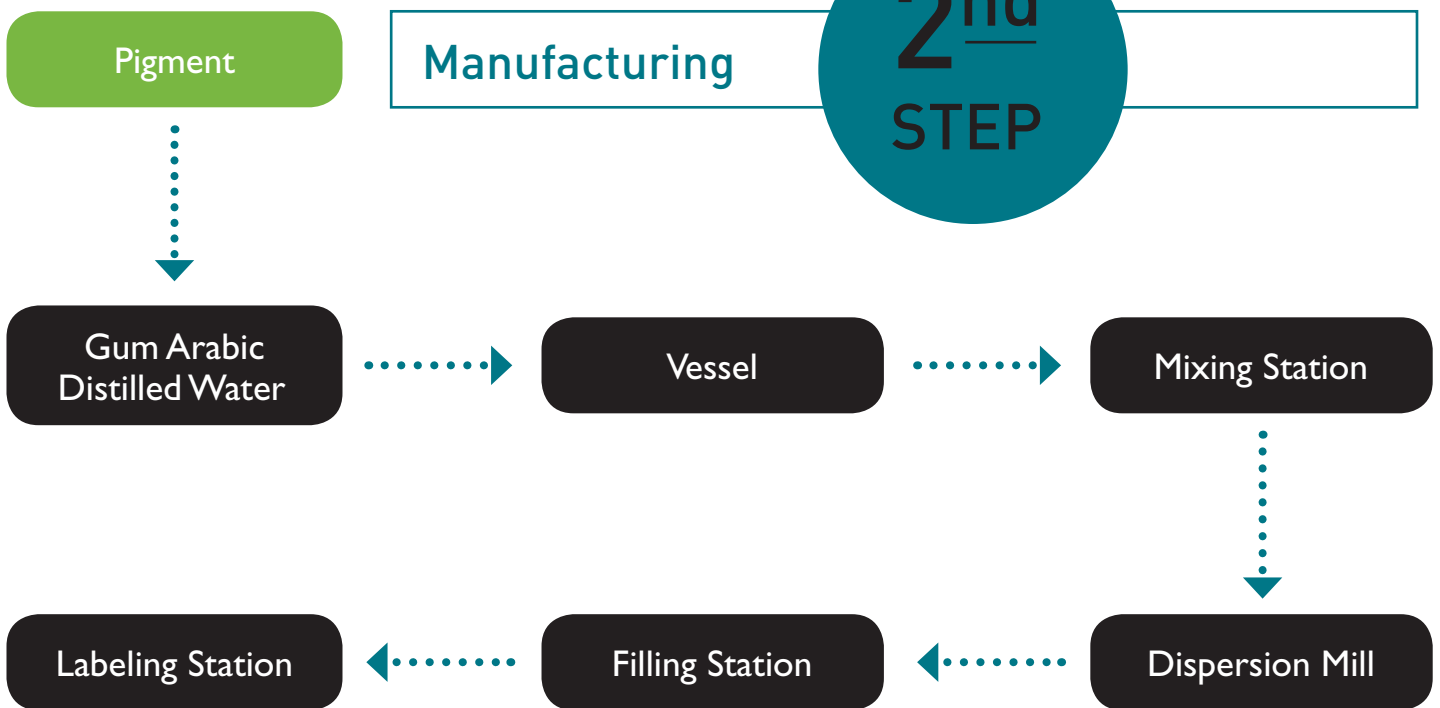 Pigment
Manufacturing
2nd
STEP
Gum Arabic
Distilled Water
Vessel
Mixing Station
Labeling Station
Filling Station
Dispersion Mill